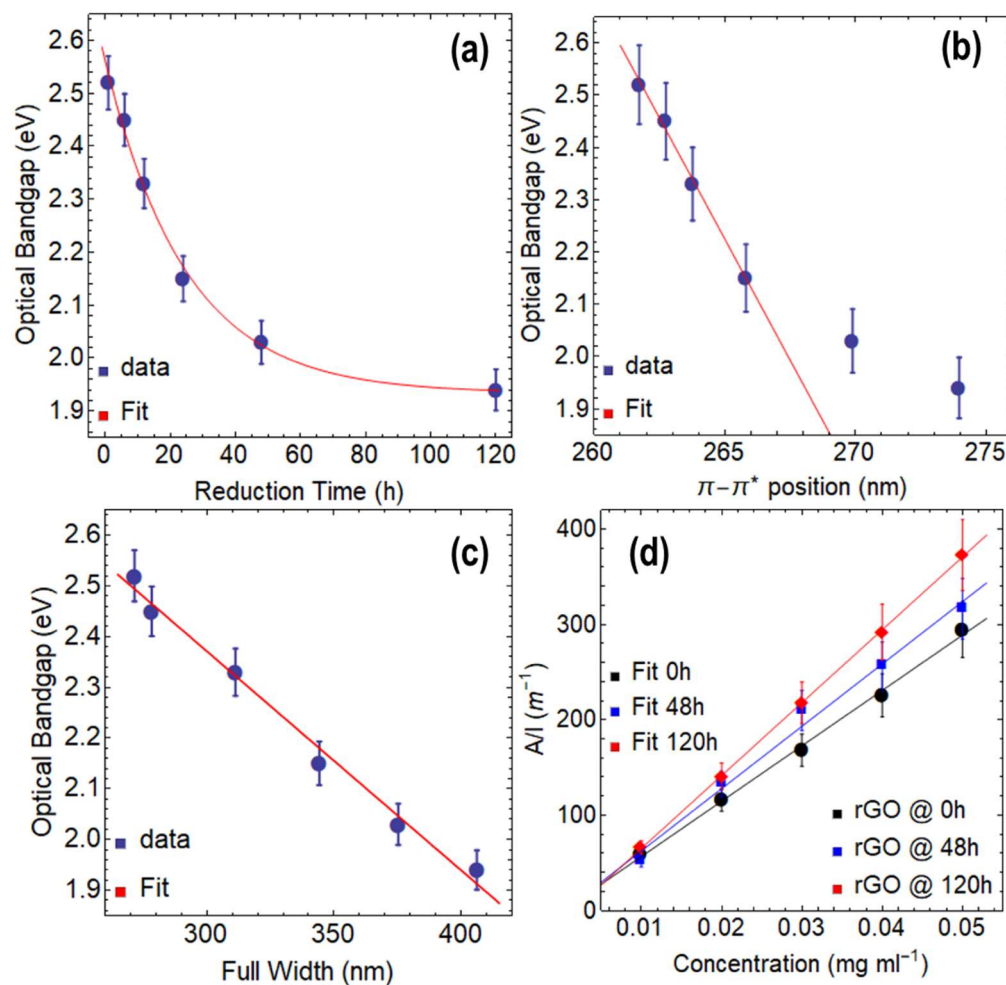 (a)
2.6
2.5
2.4
2.3
2.2
2.1
2.0
1.9
Optical Bandgap (eV)
data
Fit
0 20 40 60 80 100 120
Reduction Time (h)
(b)
2.6
2.5
2.4
2.3
2.2
2.1
2.0
1.9
Optical Bandgap (eV)
data
Fit
260 265 270 275
π−π* position (nm)
(c)
2.6
2.5
2.4
2.3
2.2
2.1
2.0
1.9
Optical Bandgap (eV)
data
Fit
300 350 400
Full Width (nm)
(d)
400
300
200
100
0
A/l (m⁻¹)
Fit 0h
Fit 48h
Fit 120h
rGO @ 0h
rGO @ 48h
rGO @ 120h
0.01 0.02 0.03 0.04 0.05
Concentration (mg ml⁻¹)